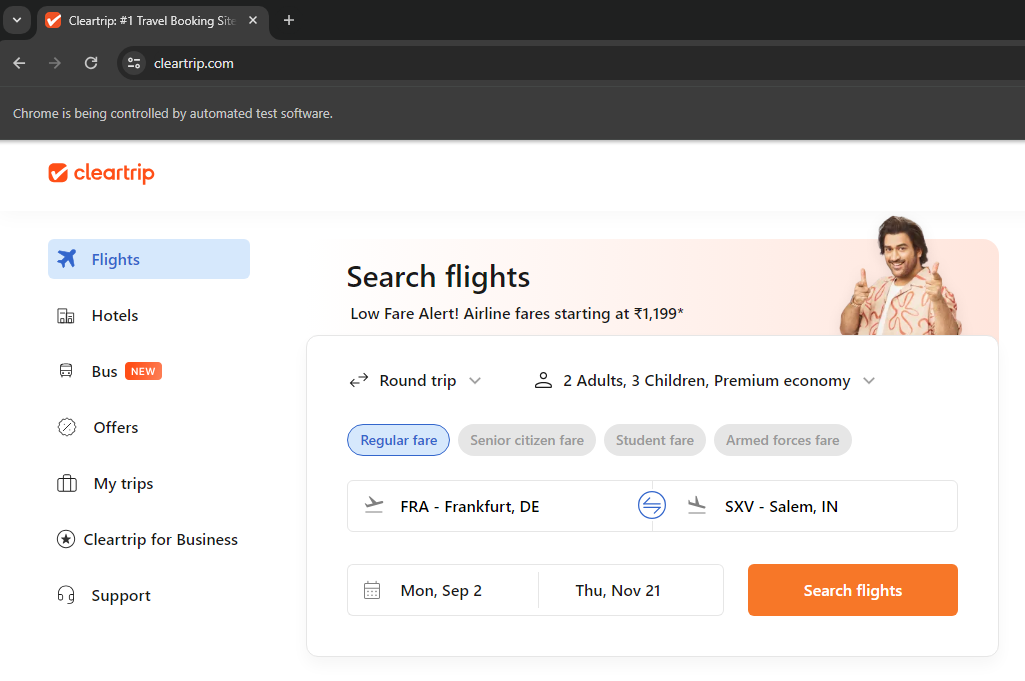 Cleartrip: #1 Travel Booking Site
cleartrip.com
Chrome is being controlled by automated test software.
cleartrip
Flights
Hotels
Bus NEW
Offers
My trips
Cleartrip for Business
Support
Search flights
Low Fare Alert! Airline fares starting at ₹1,199*
Round trip
2 Adults, 3 Children, Premium economy
Regular fare
Senior citizen fare
Student fare
Armed forces fare
FRA - Frankfurt, DE
SXV - Salem, IN
Mon, Sep 2
Thu, Nov 21
Search flights